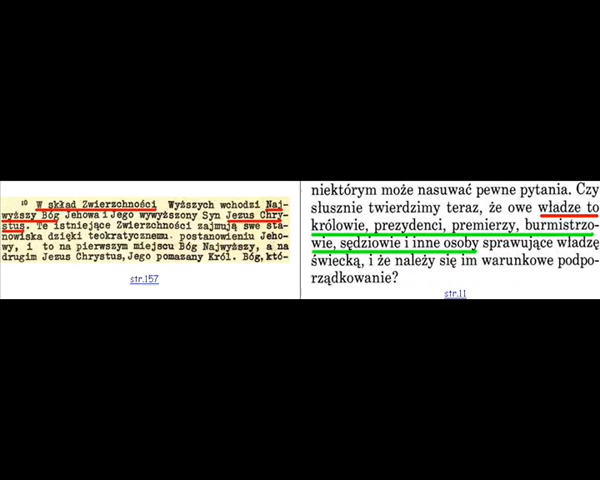 10 W skład Zwierzchności Wyższych wchodzi Naj-
wyższy Bóg Jehowa i Jego wywyższony Syn Jezus Chry-
stus. Te istniejące Zwierzchności zajmują swe sta-
nowiska dzięki teokratycznemu postanowieniu Jeho-
wy, i to na pierwszym miejscu Bóg Najwyższy, a na
drugim Jezus Chrystus, Jego pomazany Król. Bóg, któ-
str.157
niektórym może nasuwać pewne pytania. Czy
słusznie twierdzimy teraz, że owe władze to
królowie, prezydenci, premierzy, burmistrzo-
wie, sędziowie i inne osoby sprawujące władzę
świecką, i że należy się im warunkowe podpo-
rządkowanie?
str.11